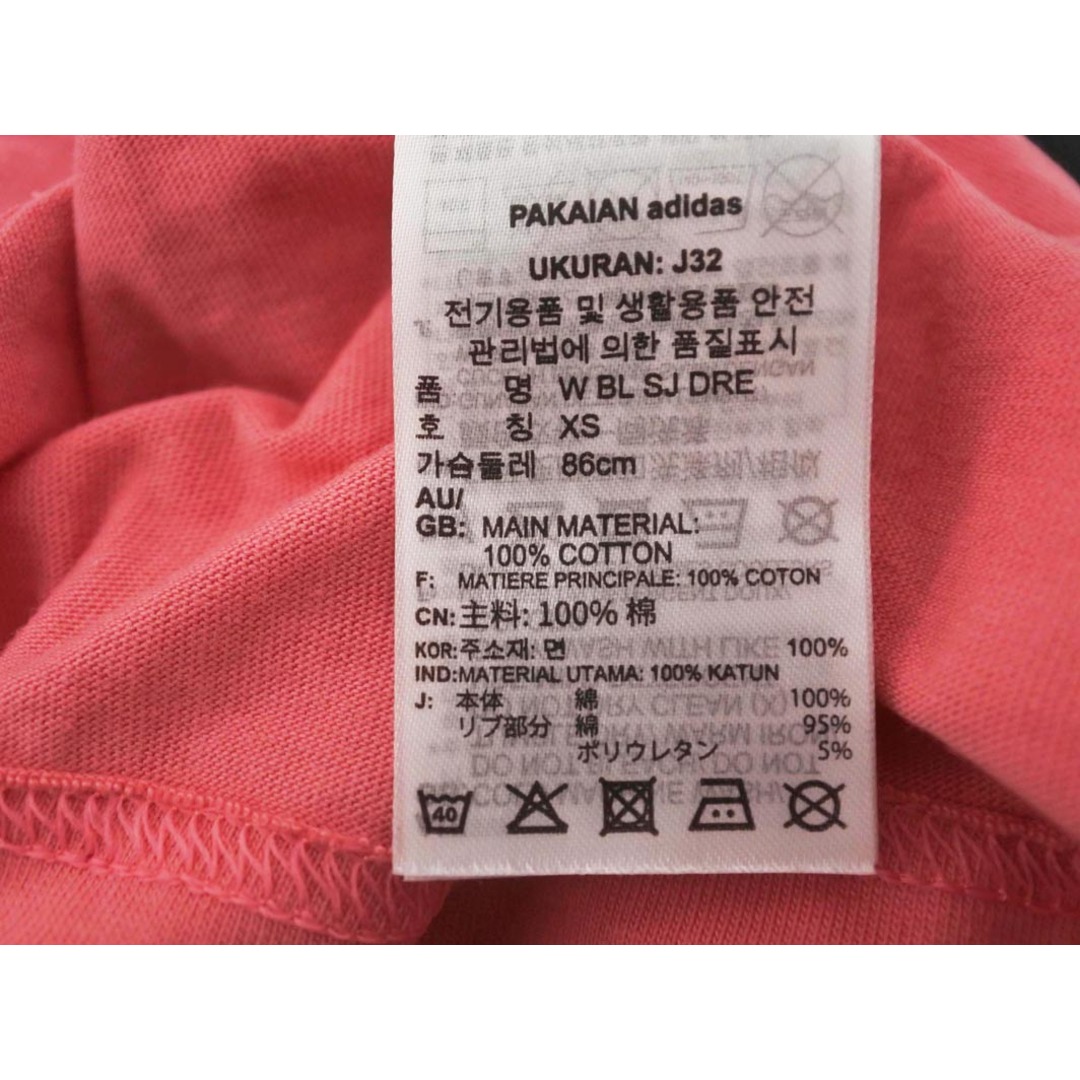 PAKAIAN adidas
UKURAN: J32
전기용품 및 생활용품 안전
관리법에 의한 품질표시
품 명 W BL SJ DRE
호 칭 XS
가슴둘레 86cm
AU/
GB: MAIN MATERIAL:
100% COTTON
F: MATIERE PRINCIPALE: 100% COTON
CN: 主料: 100% 棉
KOR: 주소재: 면 100%
IND: MATERIAL UTAMA: 100% KATUN
J: 本体 綿 100%
リブ部分 綿 95%
ポリウレタン 5%
40